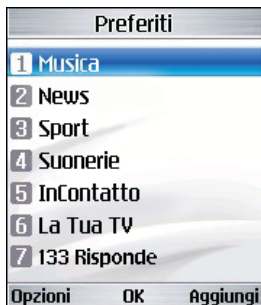 Preferiti
1 Musica
2 News
3 Sport
4 Suonerie
5 InContatto
6 La Tua TV
7 133 Risponde
Opzioni OK Aggiungi